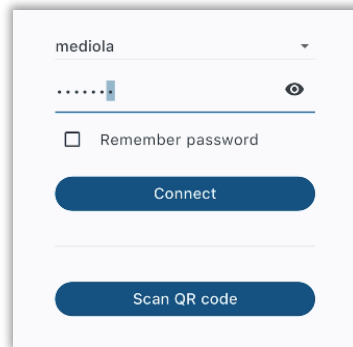 mediola
•••••••
Remember password
Connect
Scan QR code